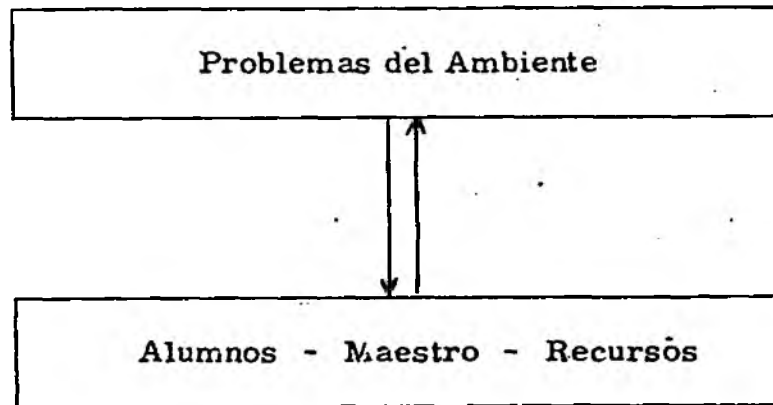 Problemas del Ambiente
Alumnos - Maestro - Recursos